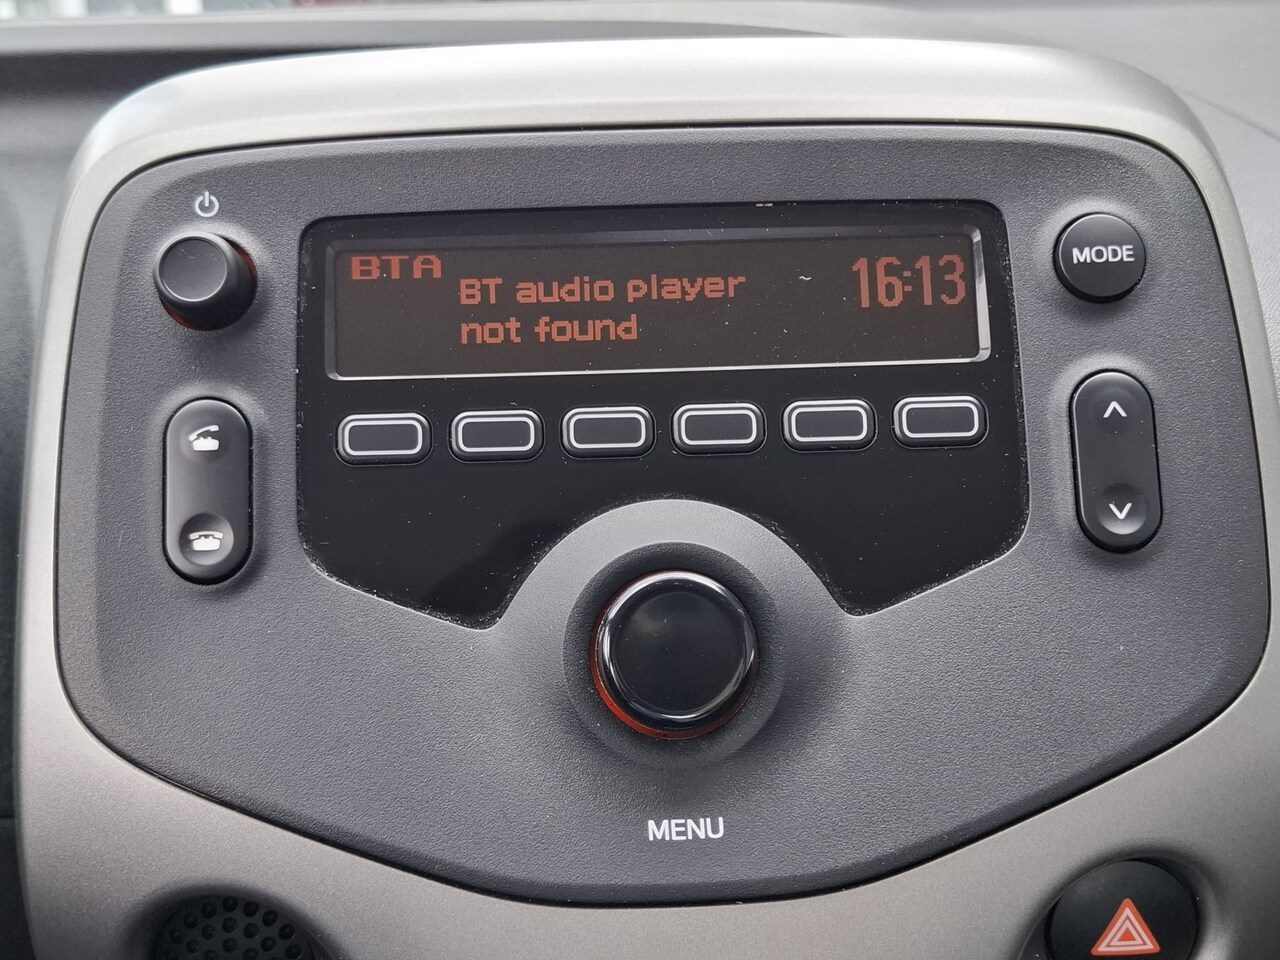 BTA
BT audio player
not found
16:13
MODE
MENU